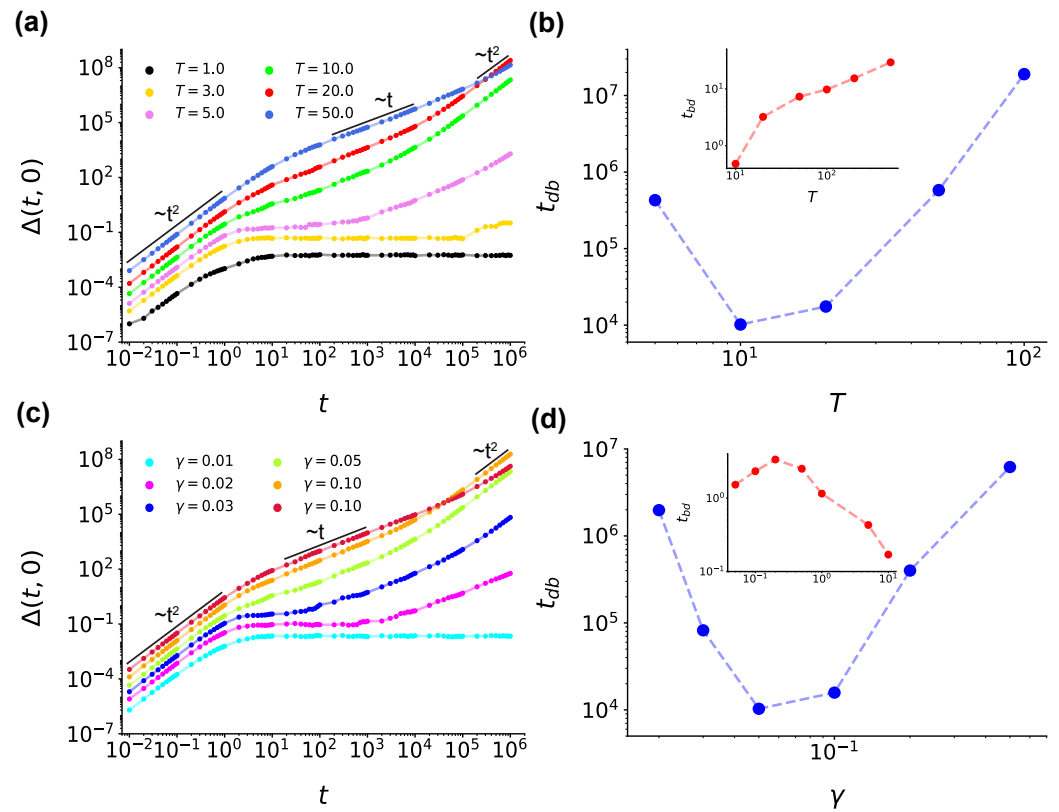 (a)
Δ(t, 0)
10⁸
10⁵
10²
10⁻¹
10⁻⁴
10⁻⁷
T = 1.0
T = 3.0
T = 5.0
T = 10.0
T = 20.0
T = 50.0
~t²
~t
~t²
10⁻² 10⁻¹ 10⁰ 10¹ 10² 10³ 10⁴ 10⁵ 10⁶
t
(b)
t_db
10⁷
10⁶
10⁵
10⁴
t_bd
10¹
10⁰
10¹ 10²
T
10¹ 10²
T
(c)
Δ(t, 0)
10⁸
10⁵
10²
10⁻¹
10⁻⁴
10⁻⁷
γ = 0.01
γ = 0.02
γ = 0.03
γ = 0.05
γ = 0.10
γ = 0.10
~t²
~t
~t²
10⁻² 10⁻¹ 10⁰ 10¹ 10² 10³ 10⁴ 10⁵ 10⁶
t
(d)
t_db
10⁷
10⁶
10⁵
10⁴
t_bd
10⁰
10⁻¹
10⁻¹ 10⁰ 10¹
10⁻¹
γ